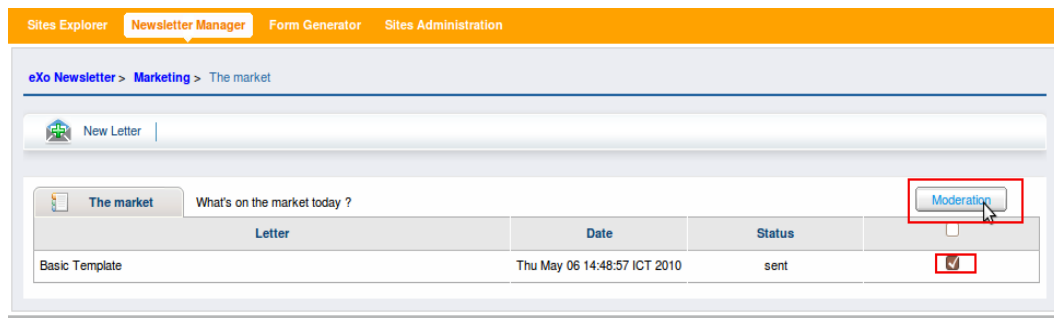 Sites Explorer Newsletter Manager Form Generator Sites Administration
eXo Newsletter > Marketing > The market
New Letter
The market What's on the market today ? Moderation
Letter Date Status
Basic Template Thu May 06 14:48:57 ICT 2010 sent